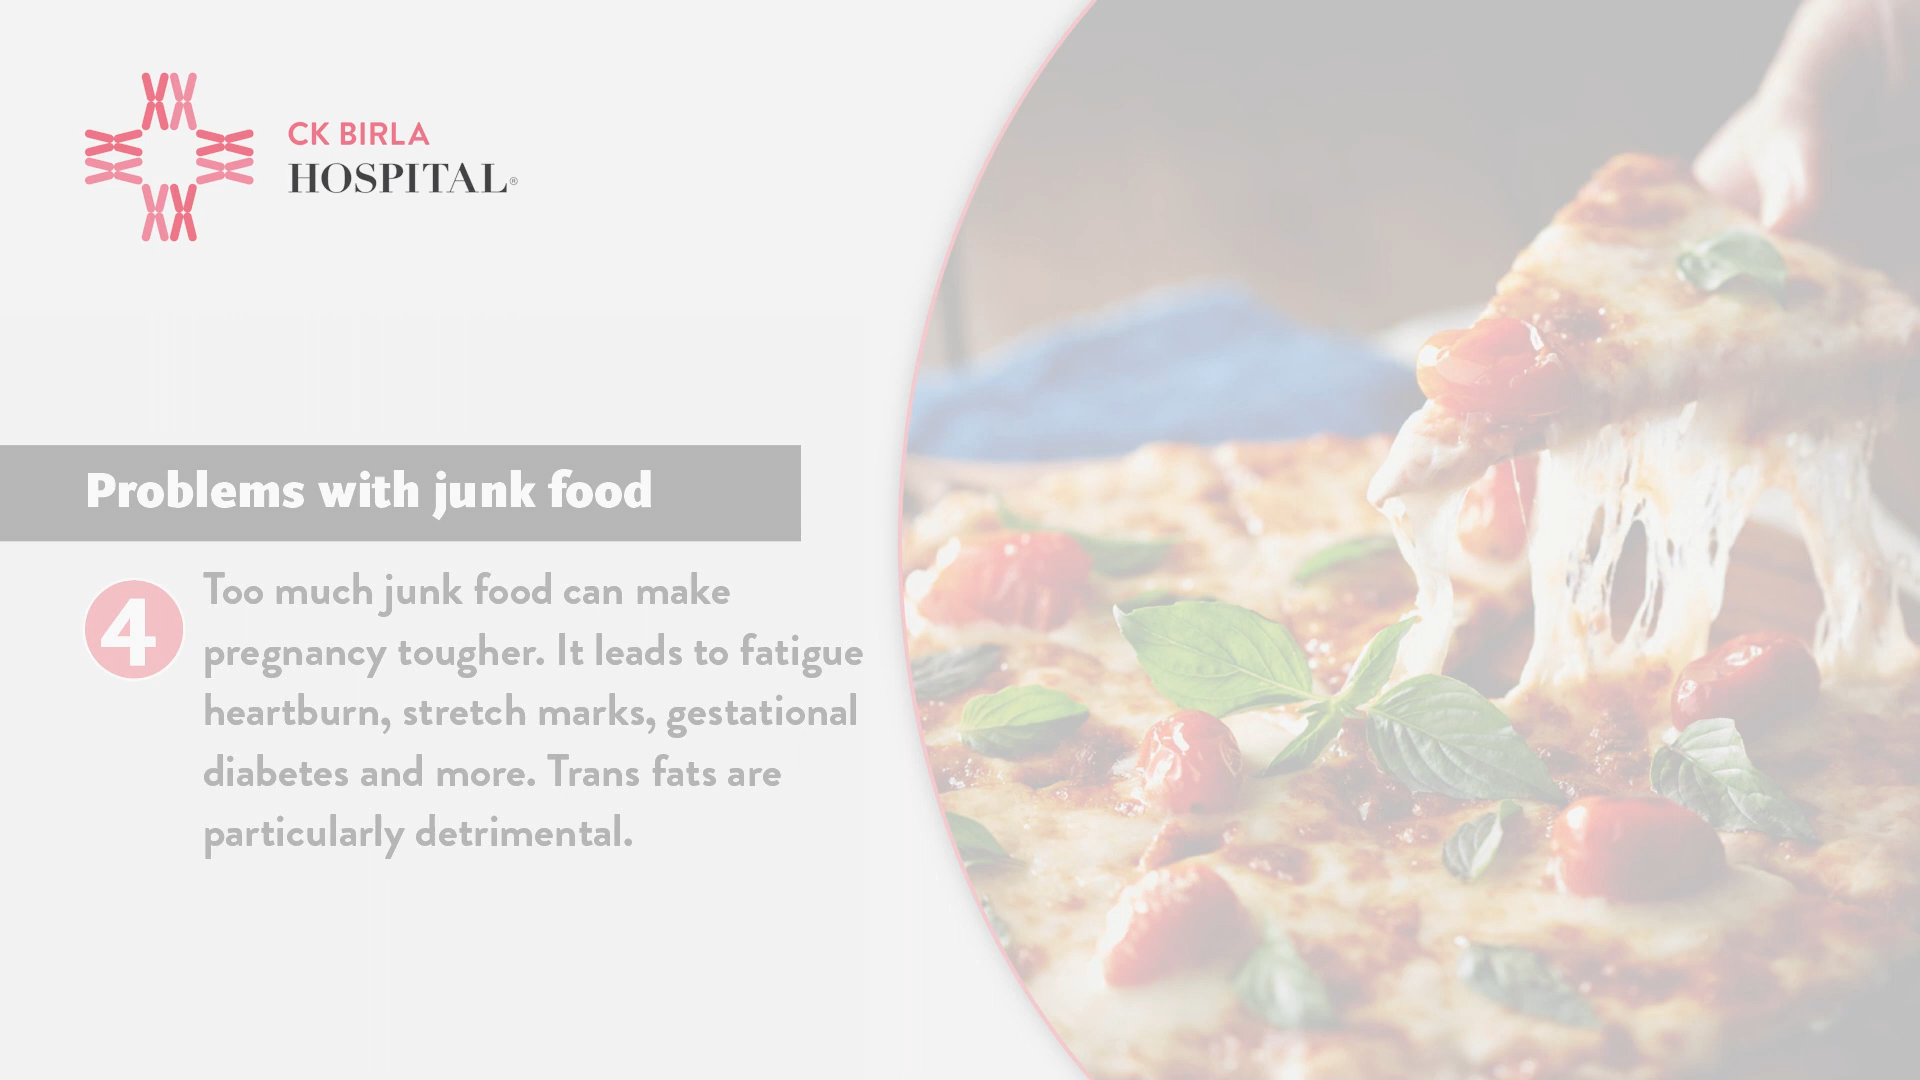 CK BIRLA
HOSPITAL®
Problems with junk food
4
Too much junk food can make
pregnancy tougher. It leads to fatigue
heartburn, stretch marks, gestational
diabetes and more. Trans fats are
particularly detrimental.